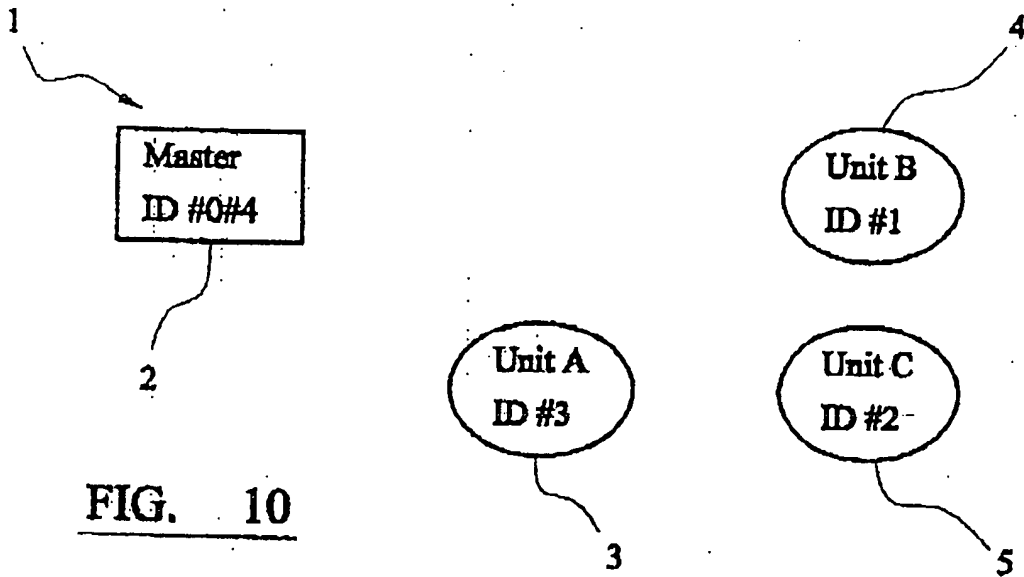 1
4
Master
ID #0#4
Unit B
ID #1
2
Unit A
ID #3
Unit C
ID #2
FIG. 10
3
5